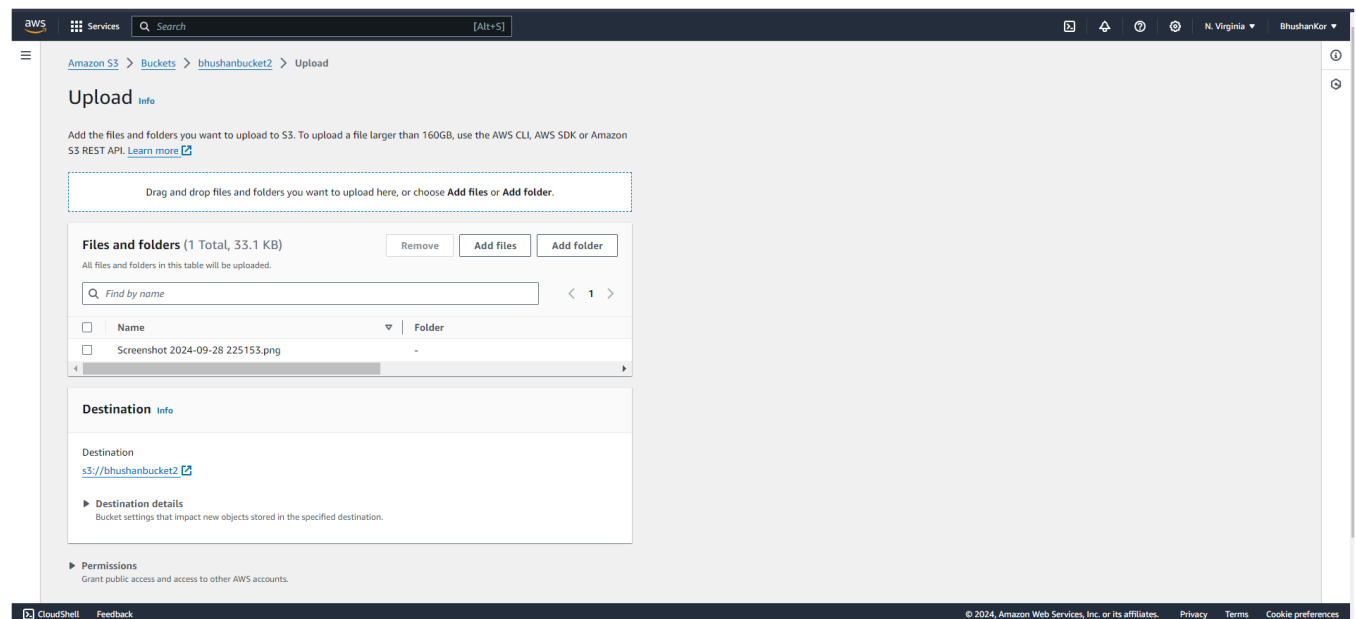 aws Services Search [Alt+S] N. Virginia ▼ BhushanKor ▼
Amazon S3 > Buckets > bhushanbucket2 > Upload
Upload Info
Add the files and folders you want to upload to S3. To upload a file larger than 160GB, use the AWS CLI, AWS SDK or Amazon
S3 REST API. Learn more
Drag and drop files and folders you want to upload here, or choose Add files or Add folder.
Files and folders (1 Total, 33.1 KB) Remove Add files Add folder
All files and folders in this table will be uploaded.
Find by name < 1 >
Name Folder
Screenshot 2024-09-28 225153.png -
Destination Info
Destination
s3://bhushanbucket2
Destination details
Bucket settings that impact new objects stored in the specified destination.
Permissions
Grant public access and access to other AWS accounts.
CloudShell Feedback © 2024, Amazon Web Services, Inc. or its affiliates. Privacy Terms Cookie preferences